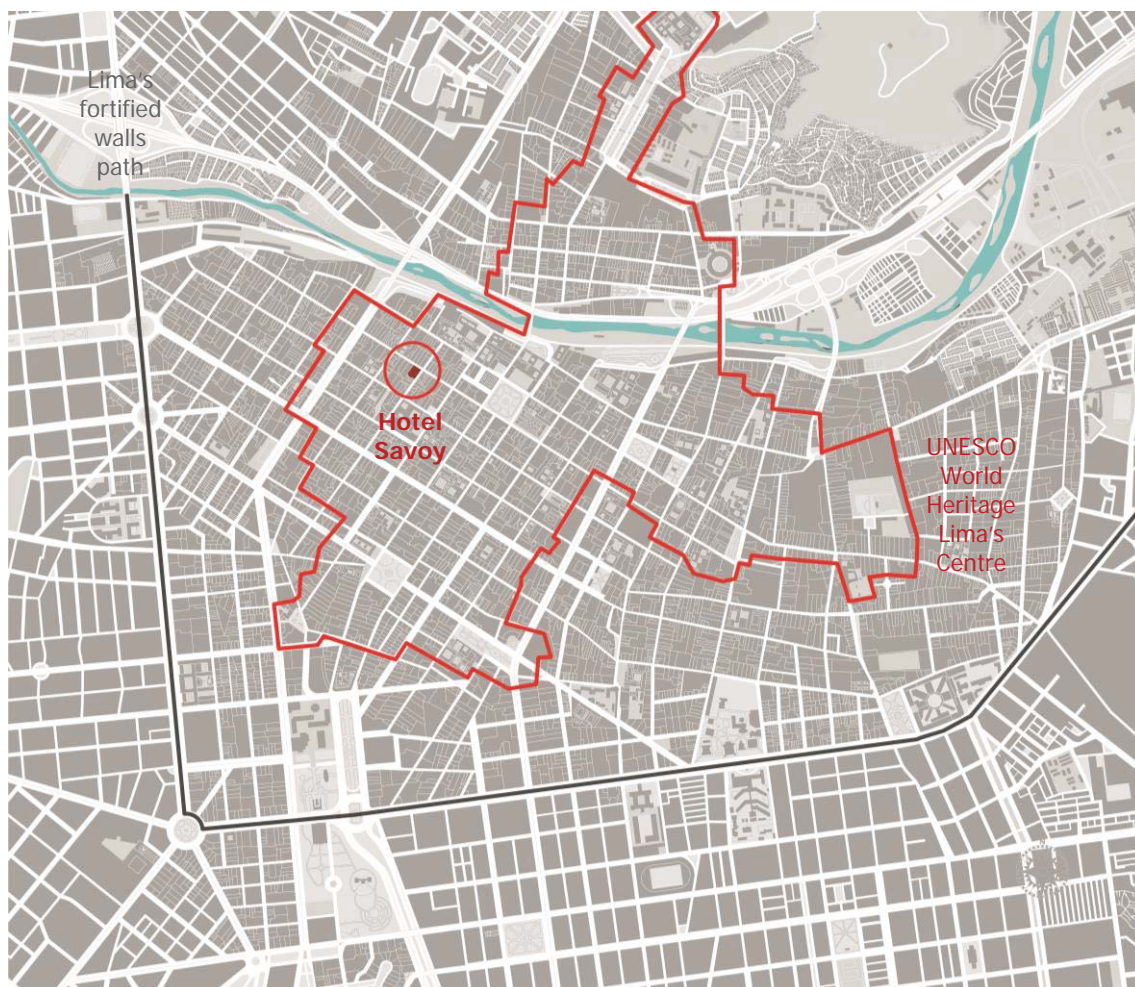 Lima's
fortified
walls
path
Hotel
Savoy
UNESCO
World
Heritage
Lima's
Centre